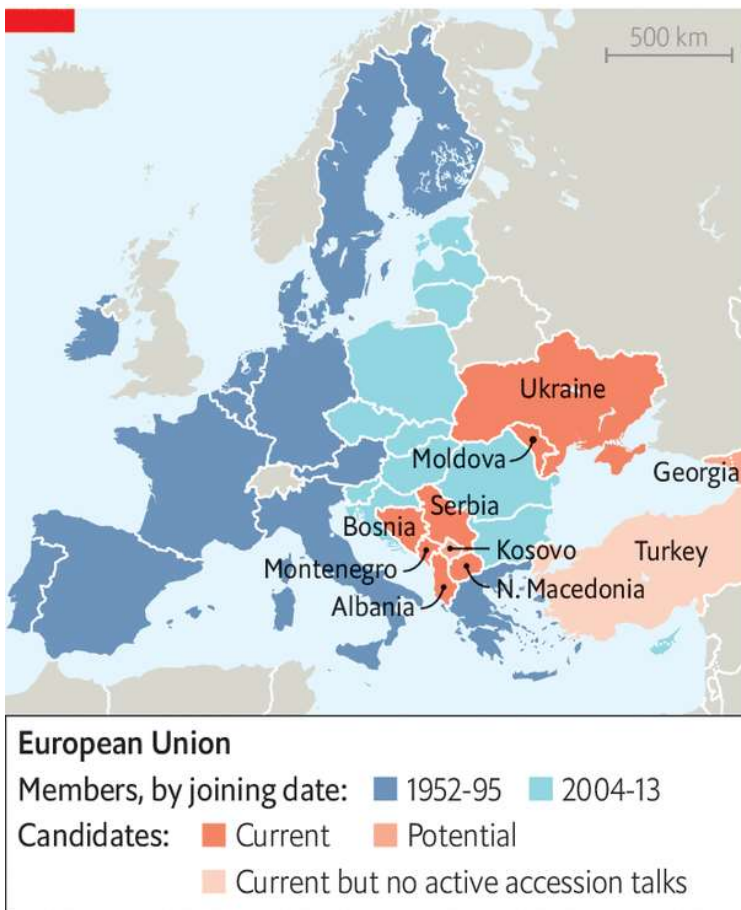 500 km
Ukraine
Moldova
Georgia
Serbia
Bosnia
Kosovo
Turkey
Montenegro
N. Macedonia
Albania
European Union
Members, by joining date: 1952-95 2004-13
Candidates: Current Potential
Current but no active accession talks